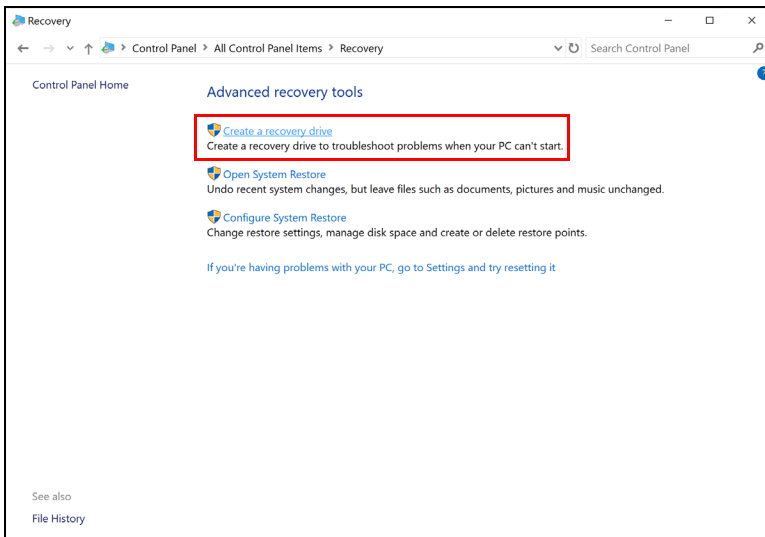 Recovery
Control Panel > All Control Panel Items > Recovery
Search Control Panel
Control Panel Home
Advanced recovery tools
Create a recovery drive
Create a recovery drive to troubleshoot problems when your PC can't start.
Open System Restore
Undo recent system changes, but leave files such as documents, pictures and music unchanged.
Configure System Restore
Change restore settings, manage disk space and create or delete restore points.
If you're having problems with your PC, go to Settings and try resetting it
See also
File History